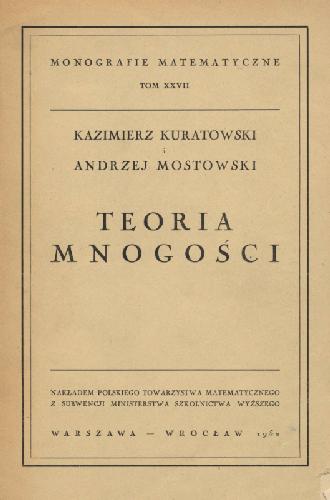 MONOGRAFIE MATEMATYCZNE
TOM XXVII
KAZIMIERZ KURATOWSKI
i
ANDRZEJ MOSTOWSKI
TEORIA
MNOGOŚCI
NAKŁADEM POLSKIEGO TOWARZYSTWA MATEMATYCZNEGO
Z SUBWENCJI MINISTERSTWA SZKOLNICTWA WYŻSZEGO
WARSZAWA — WROCŁAW 1952